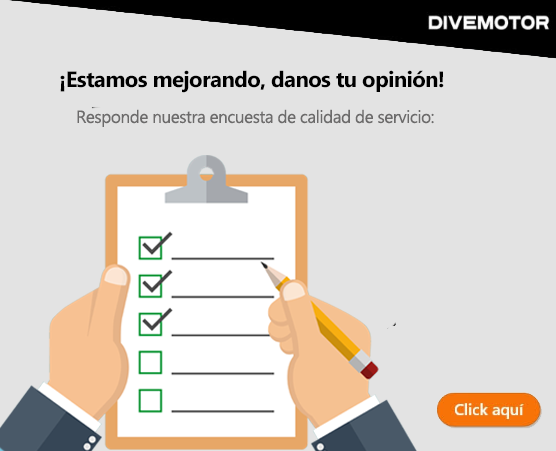 DIVEMOTOR
¡Estamos mejorando, danos tu opinión!
Responde nuestra encuesta de calidad de servicio:
Click aquí